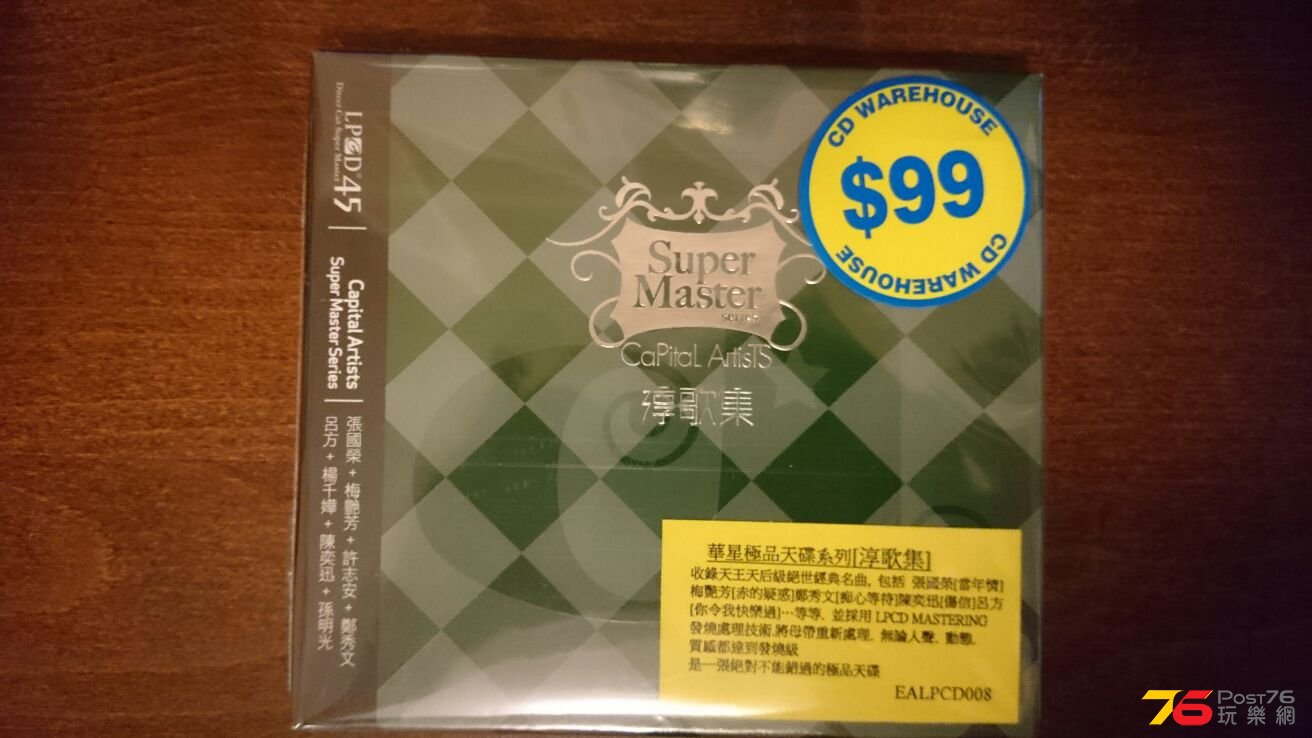 LPCD45
Direct Cut Super Master
Capital Artists
Super Master Series
張國榮 + 梅艷芳 + 許志安 + 鄭秀文
呂方 + 楊千嬅 + 陳奕迅 + 孫明光
CD WAREHOUSE
$99
CD WAREHOUSE
Super
Master
series
CaPitaL ArtisTS
淳歌集
華星極品天碟系列[淳歌集]
收錄天王天后級絕世經典名曲, 包括 張國榮[當年情]
梅艷芳[赤的疑惑]鄭秀文[痴心等待]陳奕迅[傷信]呂方
[你令我快樂過]…等等. 並採用 LPCD MASTERING
發燒處理技術.將母帶重新處理. 無論人聲. 動態.
質感都達到發燒級
是一張絕對不能錯過的極品天碟
EALPCD008
76 Post76
玩樂網